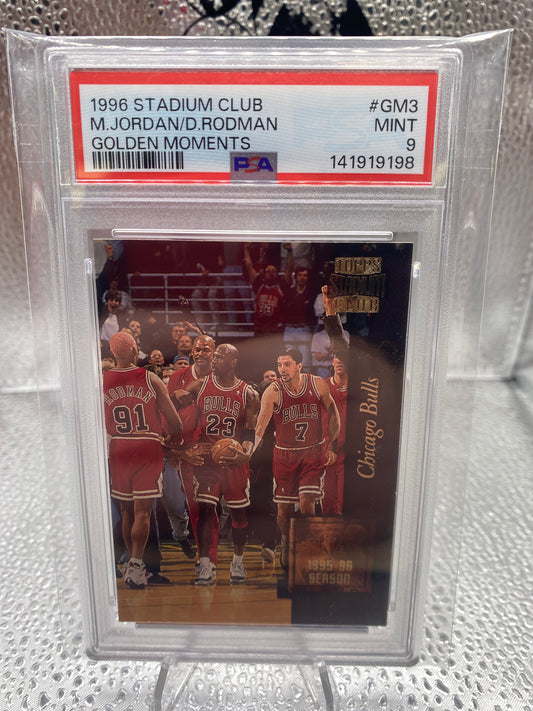 1996 STADIUM CLUB #GM3
M.JORDAN/D.RODMAN MINT
GOLDEN MOMENTS 9
PSA 141919198
TOPPS
STADIUM
CLUB
RODMAN
91
BULLS
23
BULLS
7
Chicago Bulls
1995-96
SEASON